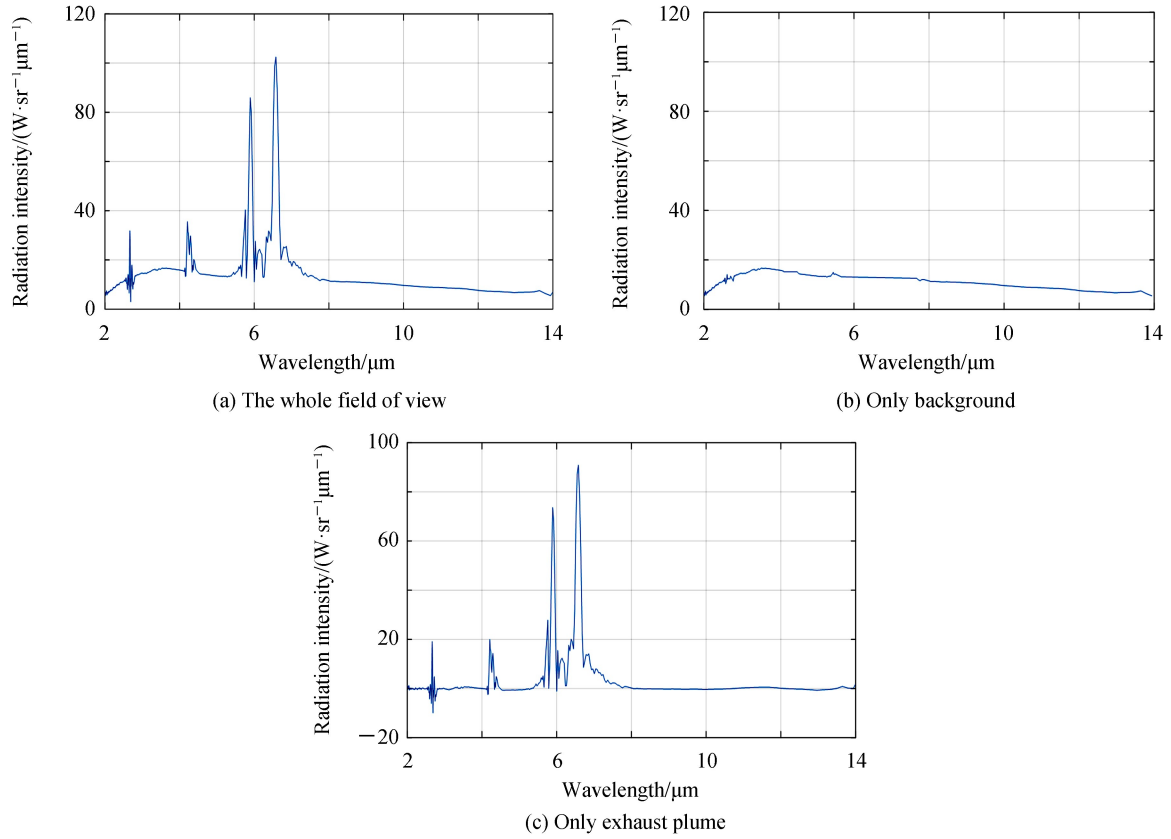 120
80
40
0
2
6
10
14
Radiation intensity/(W·sr⁻¹μm⁻¹)
Wavelength/μm
(a) The whole field of view
120
80
40
0
2
6
10
14
Radiation intensity/(W·sr⁻¹μm⁻¹)
Wavelength/μm
(b) Only background
100
60
20
−20
2
6
10
14
Radiation intensity/(W·sr⁻¹μm⁻¹)
Wavelength/μm
(c) Only exhaust plume